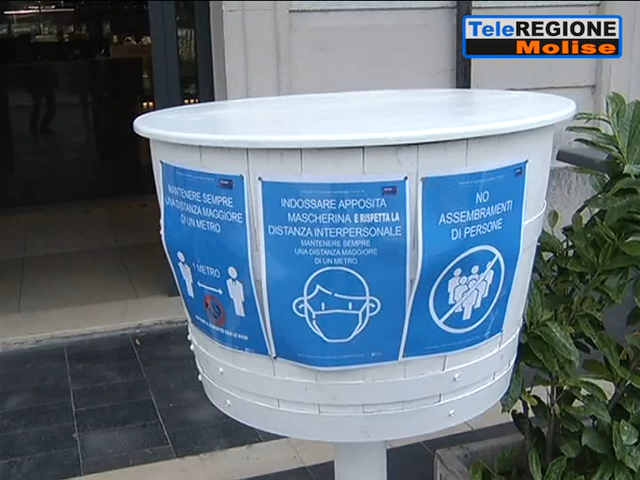 TeleREGIONE
Molise
MANTENERE SEMPRE
UNA DISTANZA MAGGIORE
DI UN METRO
1 METRO
INDOSSARE APPOSITA
MASCHERINA E RISPETTA LA
DISTANZA INTERPERSONALE
MANTENERE SEMPRE
UNA DISTANZA MAGGIORE
DI UN METRO
NO
ASSEMBRAMENTI
DI PERSONE